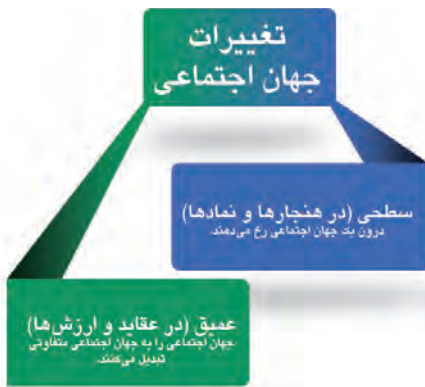 تغییرات
جهان اجتماعی
سطحی (در هنجارها و نمادها)
درون یک جهان اجتماعی رخ می‌دهند.
عمیق (در عقاید و ارزش‌ها)
جهان اجتماعی را به جهان اجتماعی متفاوتی
تبدیل می‌کنند.